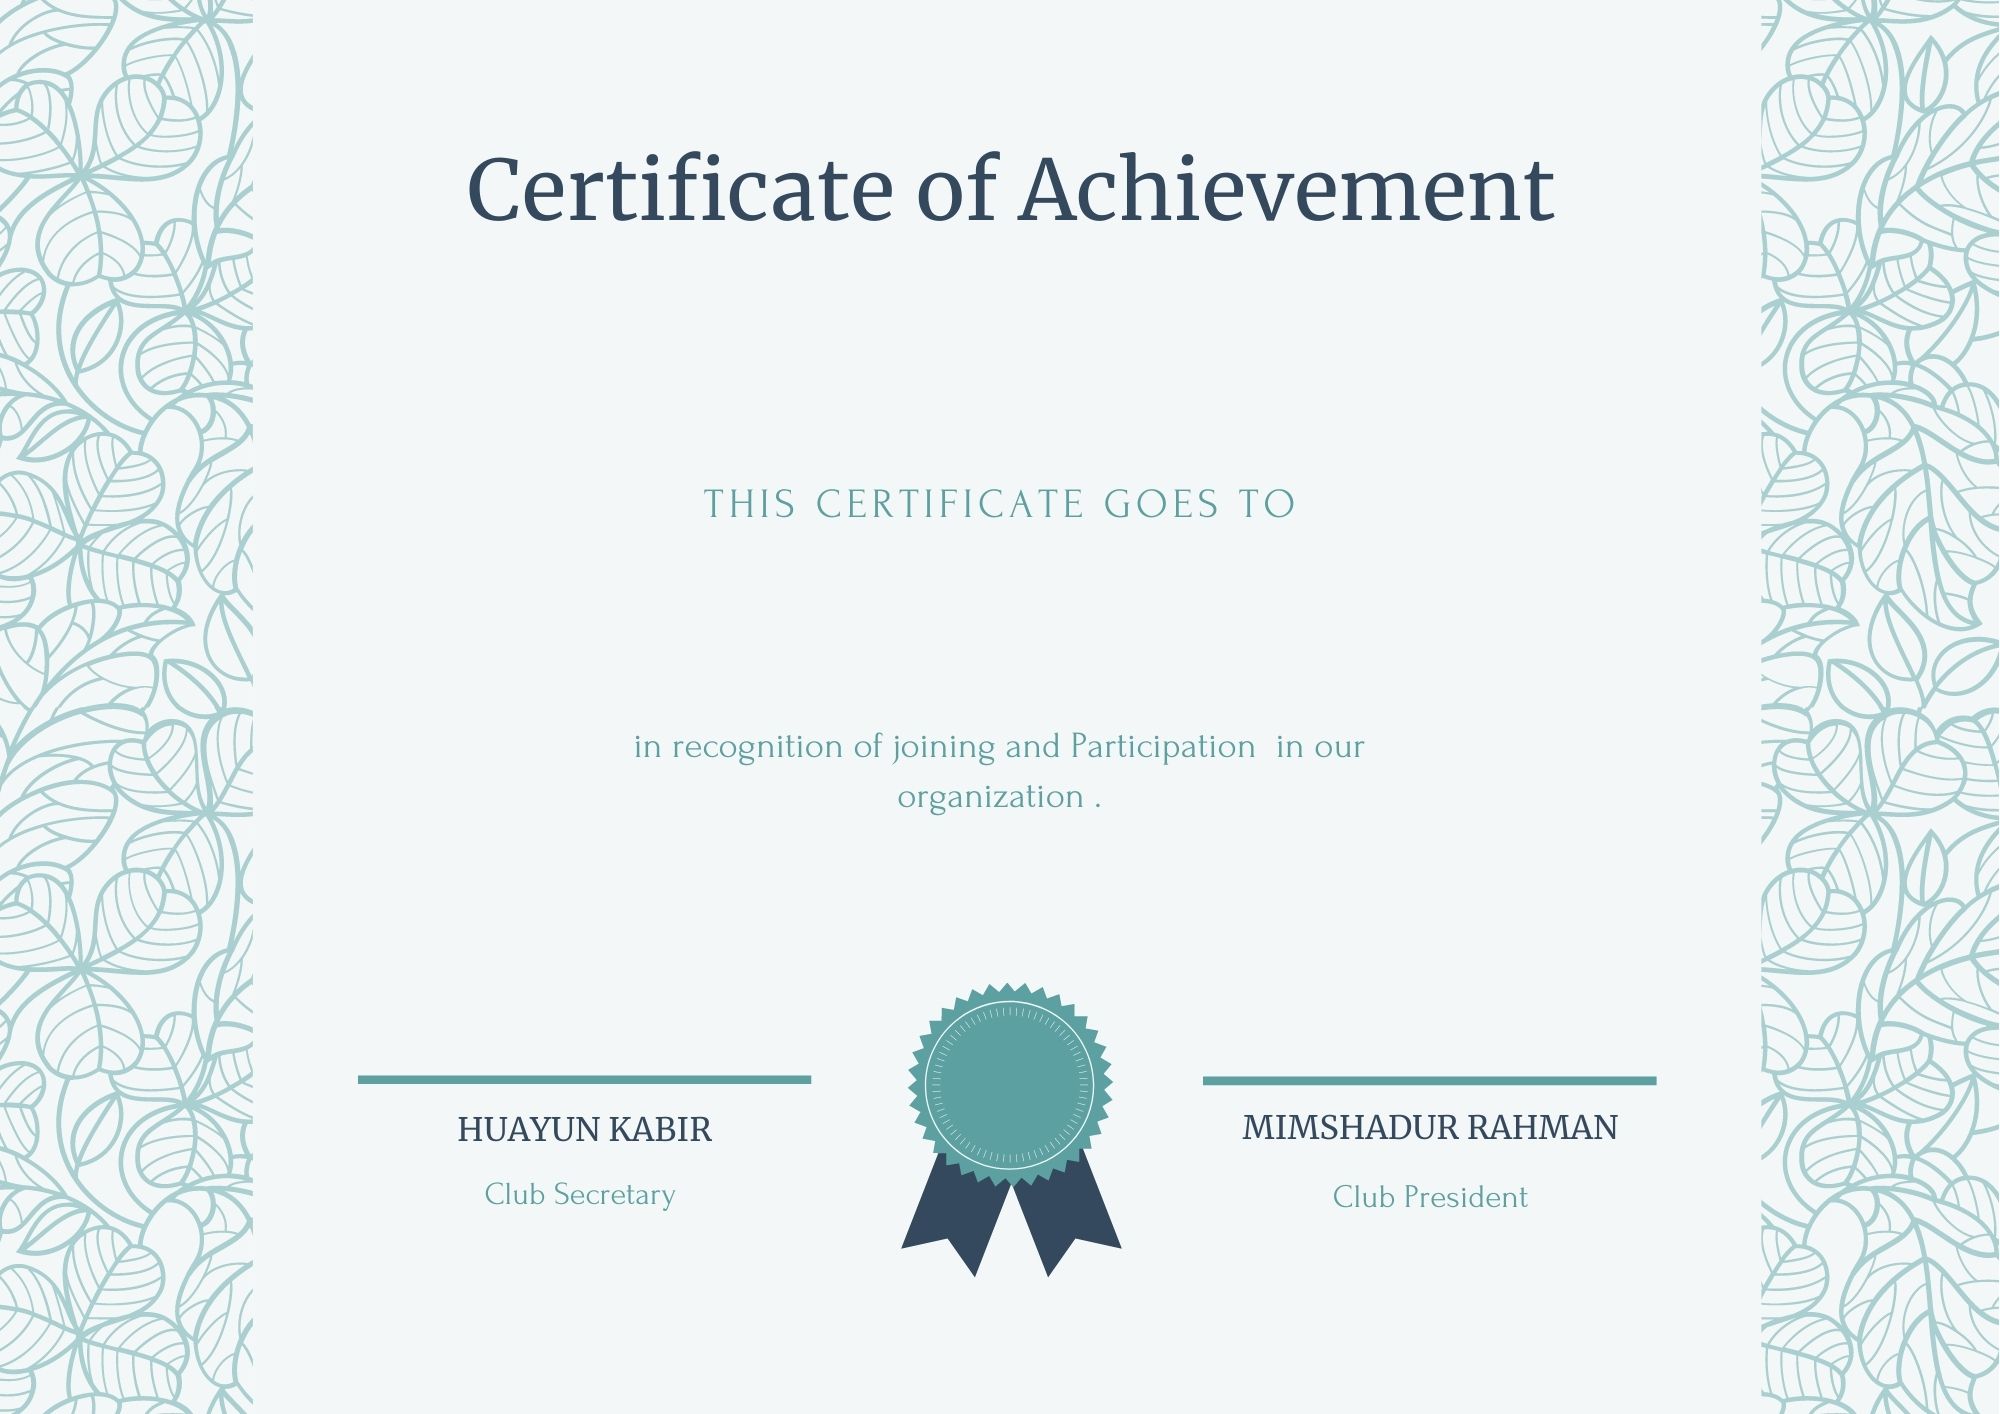 Certificate of Achievement
THIS CERTIFICATE GOES TO
in recognition of joining and Participation  in our
organization .
HUAYUN KABIR
Club Secretary
MIMSHADUR RAHMAN
Club President